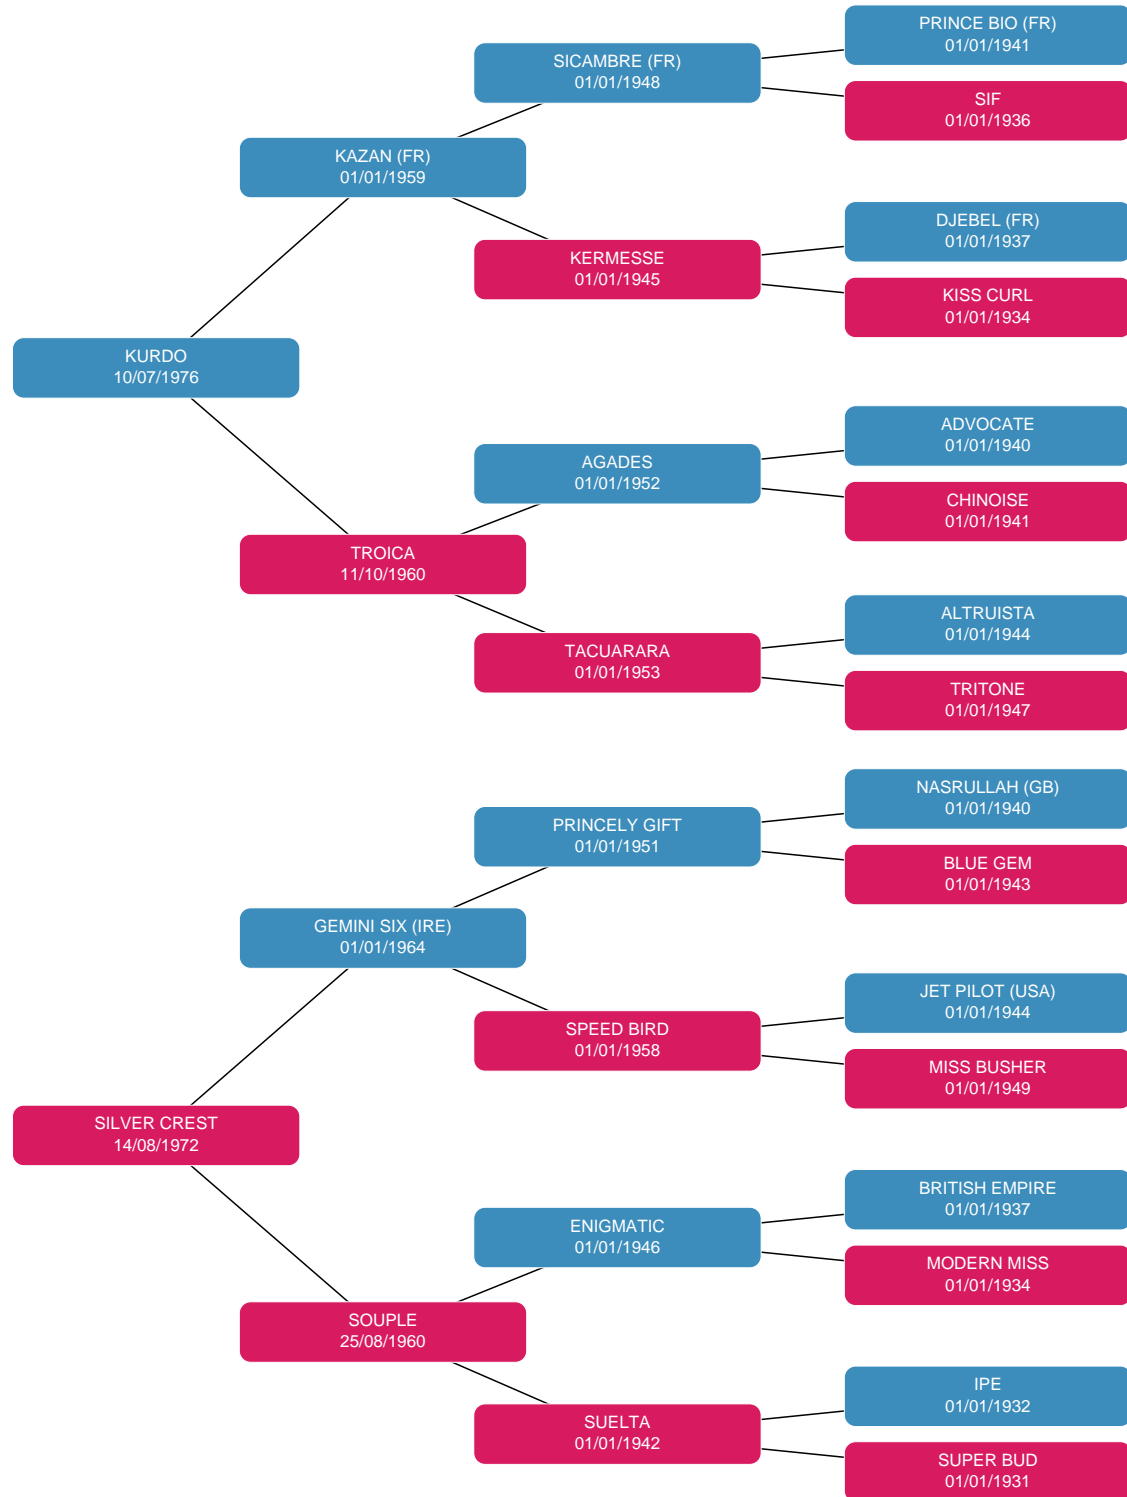 PRINCE BIO (FR)
01/01/1941
SICAMBRE (FR)
01/01/1948
SIF
01/01/1936
KAZAN (FR)
01/01/1959
DJEBEL (FR)
01/01/1937
KERMESSE
01/01/1945
KISS CURL
01/01/1934
KURDO
10/07/1976
ADVOCATE
01/01/1940
AGADES
01/01/1952
CHINOISE
01/01/1941
TROICA
11/10/1960
ALTRUISTA
01/01/1944
TACUARARA
01/01/1953
TRITONE
01/01/1947
NASRULLAH (GB)
01/01/1940
PRINCELY GIFT
01/01/1951
BLUE GEM
01/01/1943
GEMINI SIX (IRE)
01/01/1964
JET PILOT (USA)
01/01/1944
SPEED BIRD
01/01/1958
MISS BUSHER
01/01/1949
SILVER CREST
14/08/1972
BRITISH EMPIRE
01/01/1937
ENIGMATIC
01/01/1946
MODERN MISS
01/01/1934
SOUPLE
25/08/1960
IPE
01/01/1932
SUELTA
01/01/1942
SUPER BUD
01/01/1931